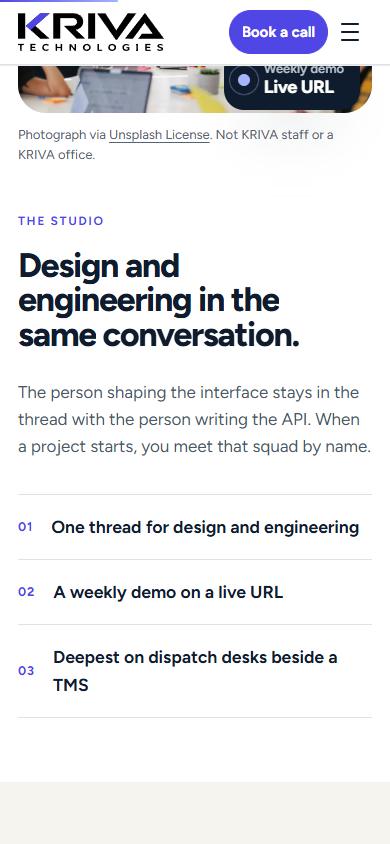 KRIVA
TECHNOLOGIES
Book a call
Weekly demo
Live URL
Photograph via Unsplash License. Not KRIVA staff or a
KRIVA office.
THE STUDIO
Design and
engineering in the
same conversation.
The person shaping the interface stays in the
thread with the person writing the API. When
a project starts, you meet that squad by name.
01 One thread for design and engineering
02 A weekly demo on a live URL
03 Deepest on dispatch desks beside a
TMS